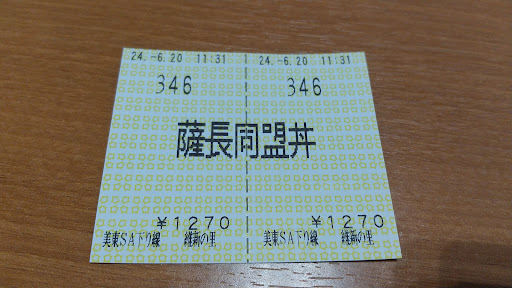 24.-6.20 11:31 24.-6.20 11:31
346 346
薩長同盟丼
¥1270 ¥1270
美東SA下り線 維新の里 美東SA下り線 維新の里